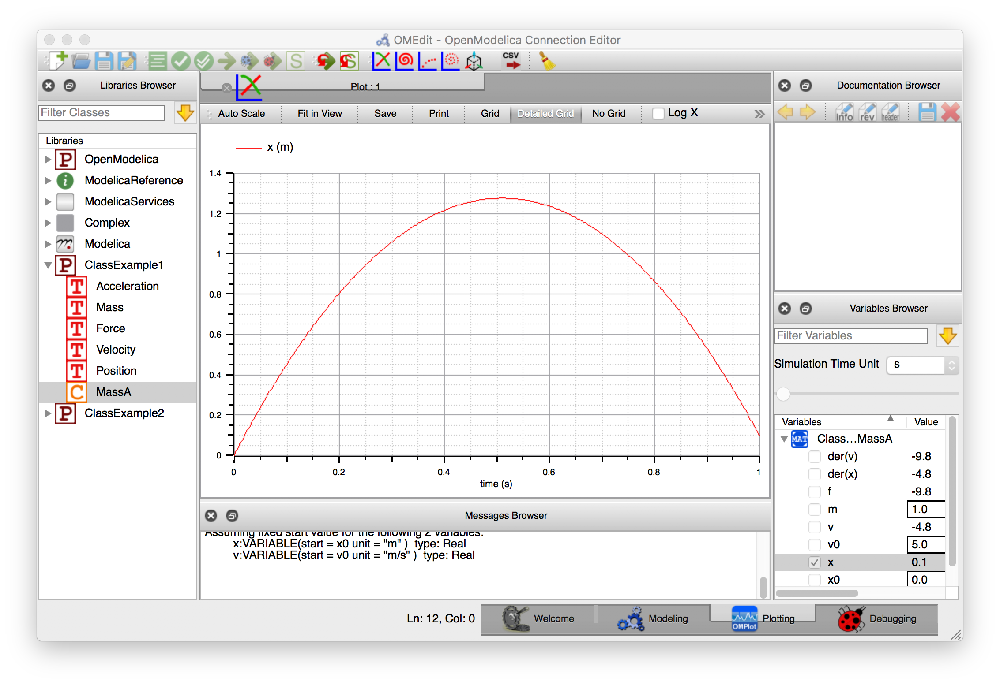 OMEdit - OpenModelica Connection Editor
S S CSV
Libraries Browser
Filter Classes
Libraries
P OpenModelica
i ModelicaReference
ModelicaServices
Complex
Modelica
P ClassExample1
T Acceleration
T Mass
T Force
T Velocity
T Position
C MassA
P ClassExample2
Plot : 1
Auto Scale Fit in View Save Print Grid Detailed Grid No Grid Log X »
x (m)
1.4
1.2
1
0.8
0.6
0.4
0.2
0
0 0.2 0.4 0.6 0.8 1
time (s)
Messages Browser
Assuming fixed start value for the following 2 variables:
x:VARIABLE(start = x0 unit = "m" ) type: Real
v:VARIABLE(start = v0 unit = "m/s" ) type: Real
Documentation Browser
info rev header
Variables Browser
Filter Variables
Simulation Time Unit s
Variables Value
MAT Class...MassA
der(v) -9.8
der(x) -4.8
f -9.8
m 1.0
v -4.8
v0 5.0
x 0.1
x0 0.0
Ln: 12, Col: 0 Welcome Modeling OMPlot Plotting Debugging